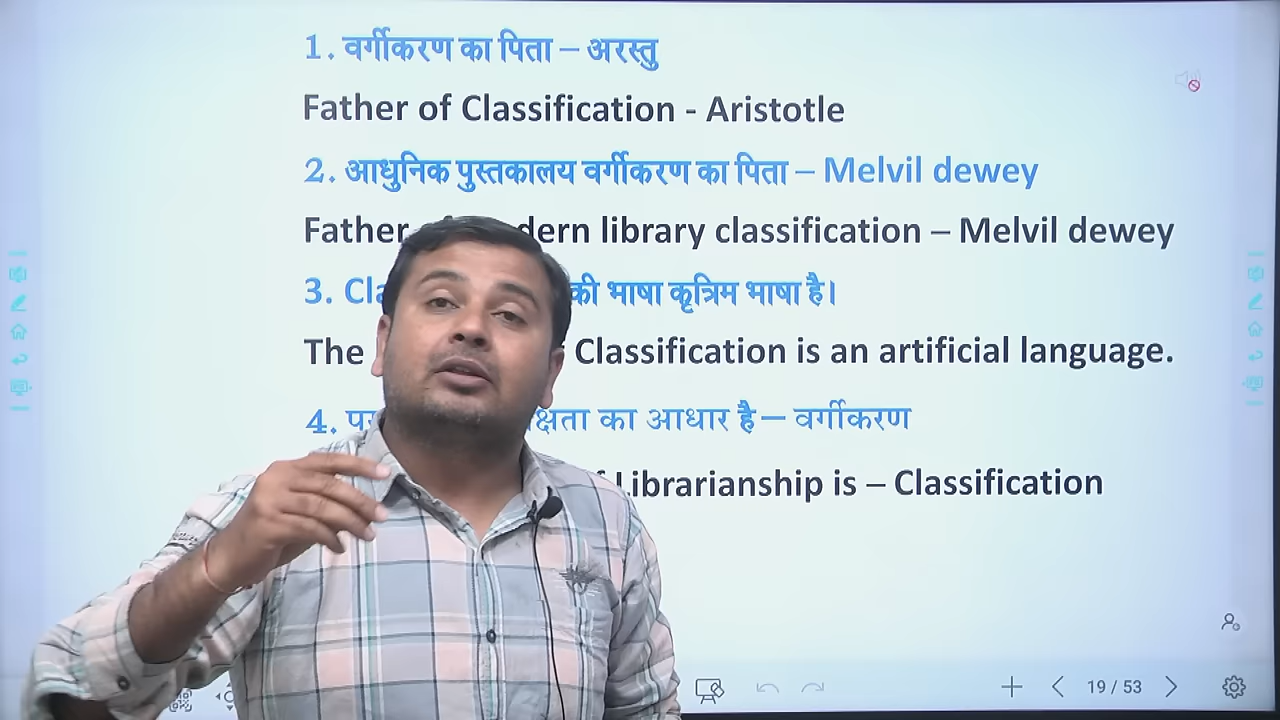 1. वर्गीकरण का पिता – अरस्तु
Father of Classification - Aristotle
2. आधुनिक पुस्तकालय वर्गीकरण का पिता – Melvil dewey
Father dern library classification – Melvil dewey
3. Cla की भाषा कृत्रिम भाषा है।
The Classification is an artificial language.
4. क्षता का आधार है – वर्गीकरण
Librarianship is – Classification
19 / 53